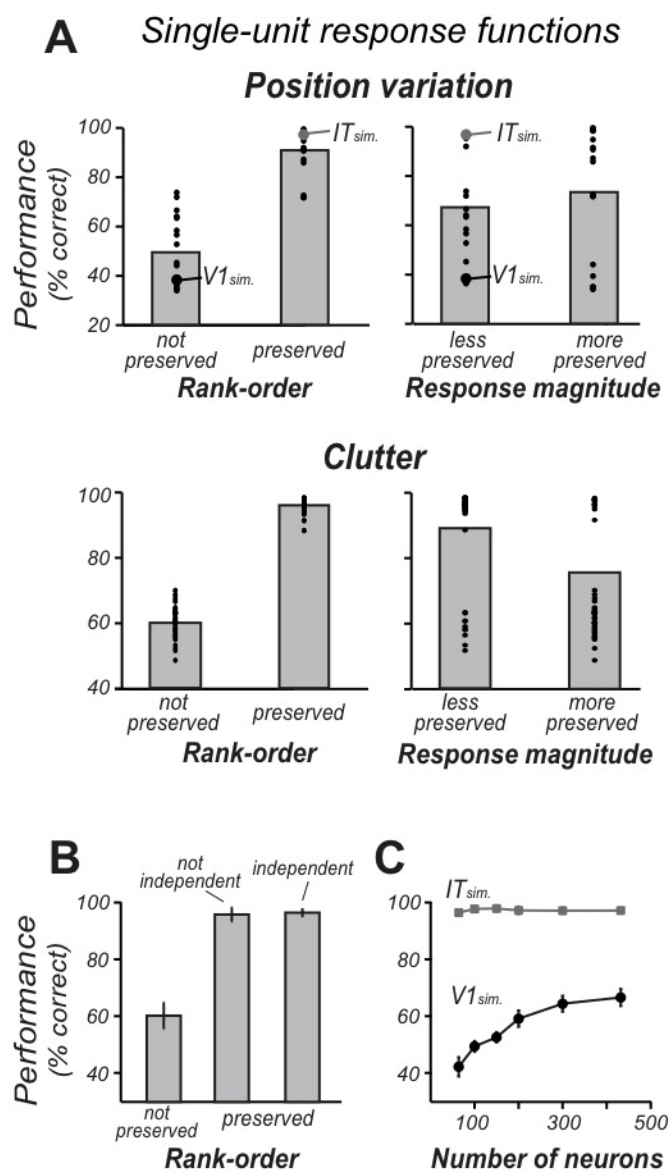 A Single-unit response functions
Position variation
Performance
(% correct)
100
80
60
40
20
IT sim.
V1 sim.
not
preserved
preserved
Rank-order
IT sim.
V1 sim.
less
preserved
more
preserved
Response magnitude
Clutter
100
80
60
40
not
preserved
preserved
Rank-order
less
preserved
more
preserved
Response magnitude
B
Performance
(% correct)
100
80
60
40
not
independent
independent
not
preserved
preserved
Rank-order
C
100
80
60
40
IT sim.
V1 sim.
100 300 500
Number of neurons